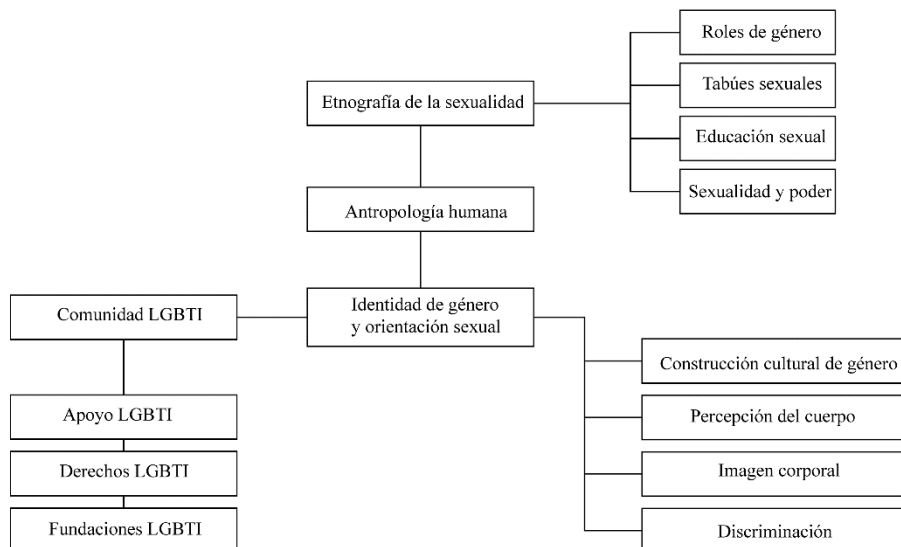 Roles de género
Etnografía de la sexualidad
Tabúes sexuales
Educación sexual
Sexualidad y poder
Antropología humana
Comunidad LGBTI
Identidad de género
y orientación sexual
Construcción cultural de género
Apoyo LGBTI
Percepción del cuerpo
Derechos LGBTI
Imagen corporal
Fundaciones LGBTI
Discriminación